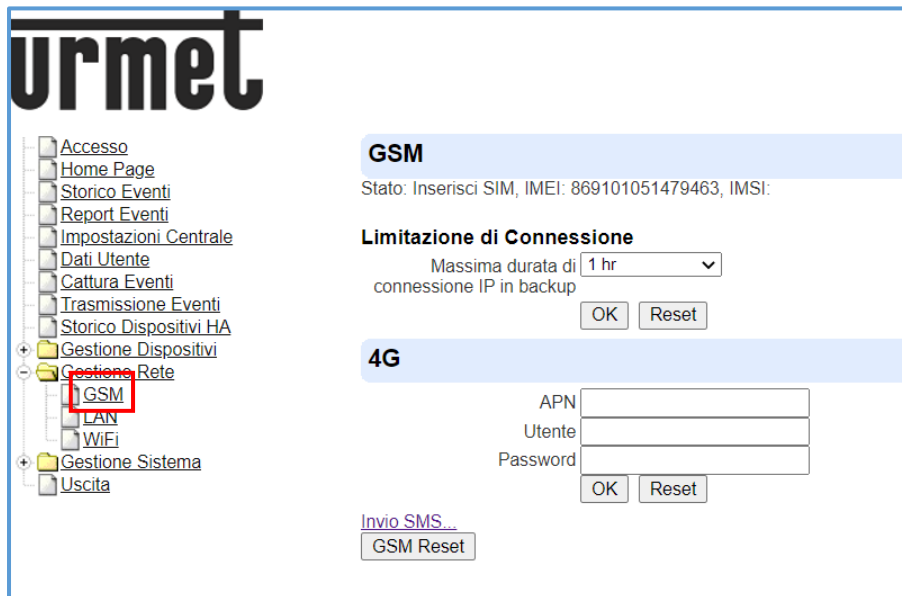 urmet
Accesso
Home Page
Storico Eventi
Report Eventi
Impostazioni Centrale
Dati Utente
Cattura Eventi
Trasmissione Eventi
Storico Dispositivi HA
Gestione Dispositivi
Gestione Rete
GSM
LAN
WiFi
Gestione Sistema
Uscita
GSM
Stato: Inserisci SIM, IMEI: 869101051479463, IMSI:
Limitazione di Connessione
Massima durata di 1 hr
connessione IP in backup
OK Reset
4G
APN
Utente
Password
OK Reset
Invio SMS...
GSM Reset